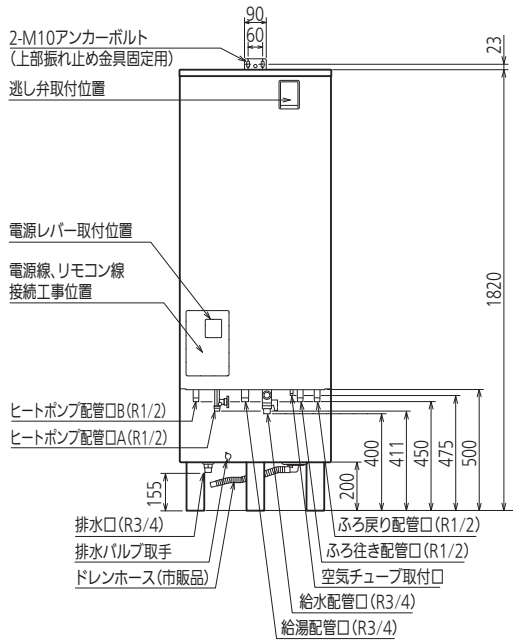 90
60
2-M10アンカーボルト
(上部振れ止め金具固定用)
23
逃し弁取付位置
電源レバー取付位置
電源線、リモコン線
接続工事位置
1820
ヒートポンプ配管口B(R1/2)
ヒートポンプ配管口A(R1/2)
155
200
400
411
450
475
500
排水口(R3/4)
排水バルブ取手
ドレンホース(市販品)
ふろ戻り配管口(R1/2)
ふろ往き配管口(R1/2)
空気チューブ取付口
給水配管口(R3/4)
給湯配管口(R3/4)